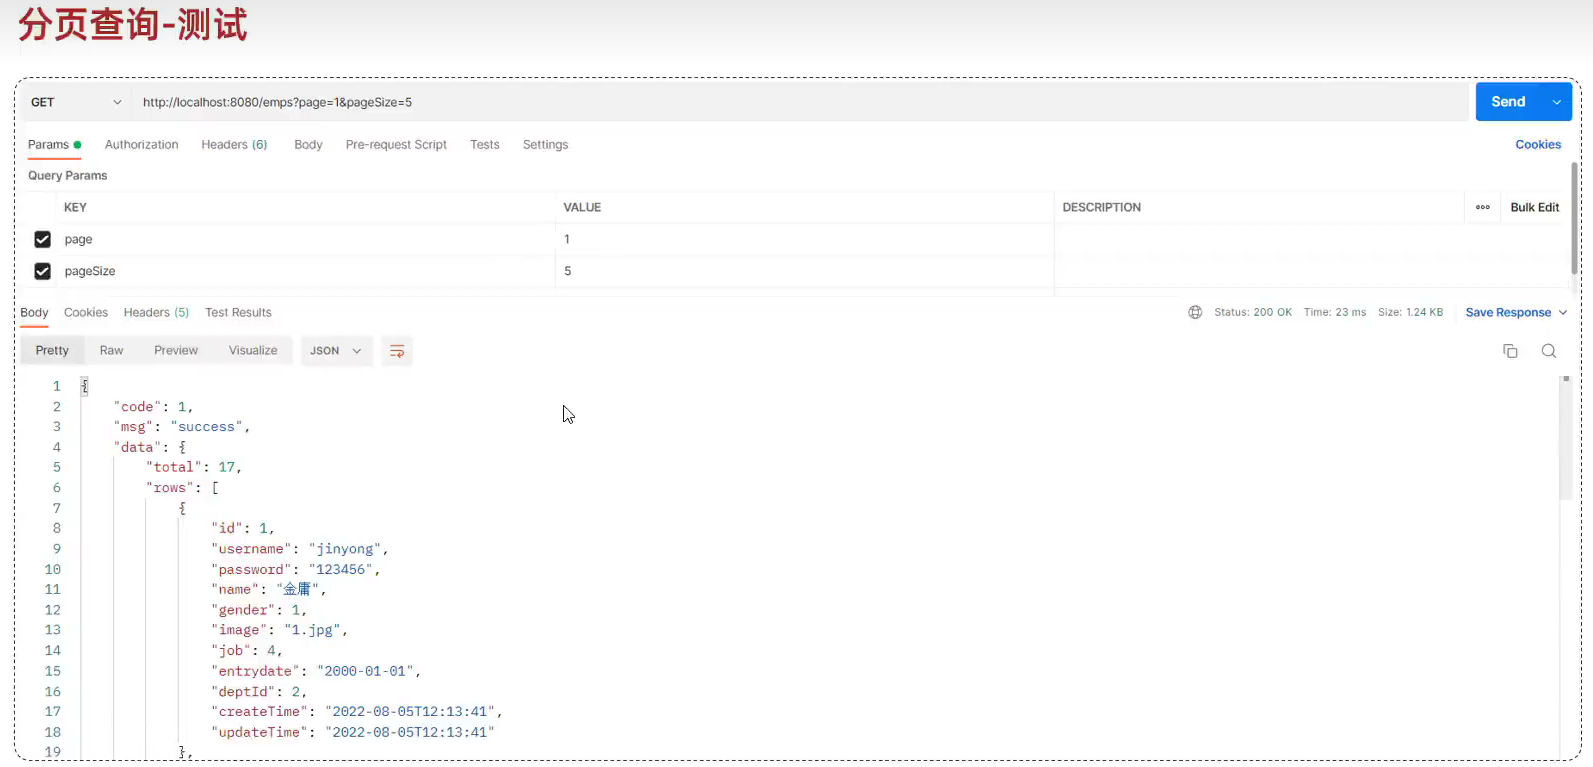 分页查询-测试
GET http://localhost:8080/emps?page=1&pageSize=5 Send
Params Authorization Headers (6) Body Pre-request Script Tests Settings Cookies
Query Params
KEY VALUE DESCRIPTION Bulk Edit
page 1
pageSize 5
Body Cookies Headers (5) Test Results Status: 200 OK Time: 23 ms Size: 1.24 KB Save Response
Pretty Raw Preview Visualize JSON
1 {
2 "code": 1,
3 "msg": "success",
4 "data": {
5 "total": 17,
6 "rows": [
7 {
8 "id": 1,
9 "username": "jinyong",
10 "password": "123456",
11 "name": "金庸",
12 "gender": 1,
13 "image": "1.jpg",
14 "job": 4,
15 "entrydate": "2000-01-01",
16 "deptId": 2,
17 "createTime": "2022-08-05T12:13:41",
18 "updateTime": "2022-08-05T12:13:41"
19 },